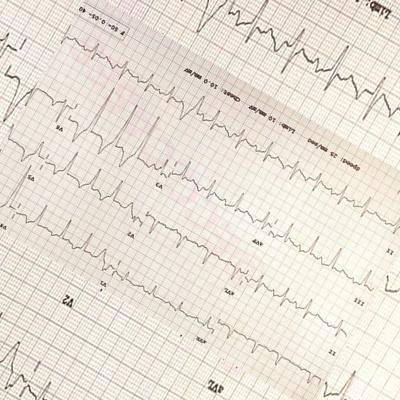 Limb:
F 50~ 0.05- 40
Chest: 10.0 mm/mV
Limb: 10 mm/mV
Speed: 25 mm/sec
V6
V3
aVF
III
V5
V2
aVL
II
V4
V1
aVR
V2
aVL